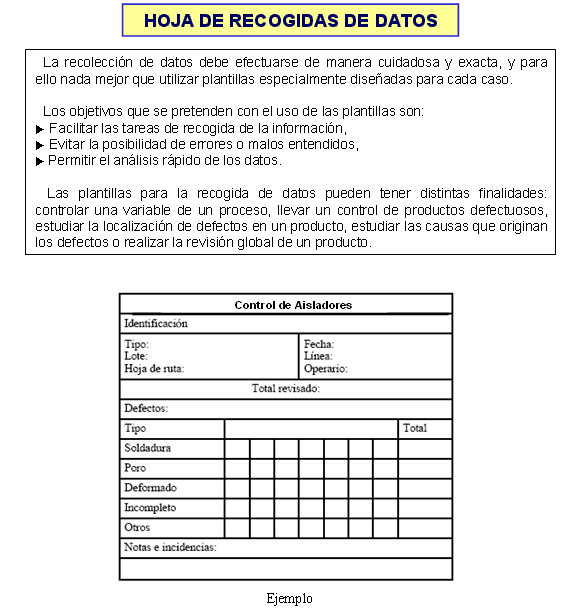 HOJA DE RECOGIDAS DE DATOS
La recolección de datos debe efectuarse de manera cuidadosa y exacta, y para
ello nada mejor que utilizar plantillas especialmente diseñadas para cada caso.
Los objetivos que se pretenden con el uso de las plantillas son:
► Facilitar las tareas de recogida de la información,
► Evitar la posibilidad de errores o malos entendidos,
► Permitir el análisis rápido de los datos.
Las plantillas para la recogida de datos pueden tener distintas finalidades:
controlar una variable de un proceso, llevar un control de productos defectuosos,
estudiar la localización de defectos en un producto, estudiar las causas que originan
los defectos o realizar la revisión global de un producto.
Control de Aisladores
Identificación
Tipo:
Lote:
Hoja de ruta:
Fecha:
Línea:
Operario:
Total revisado:
Defectos:
Tipo Total
Soldadura
Poro
Deformado
Incompleto
Otros
Notas e incidencias:
Ejemplo